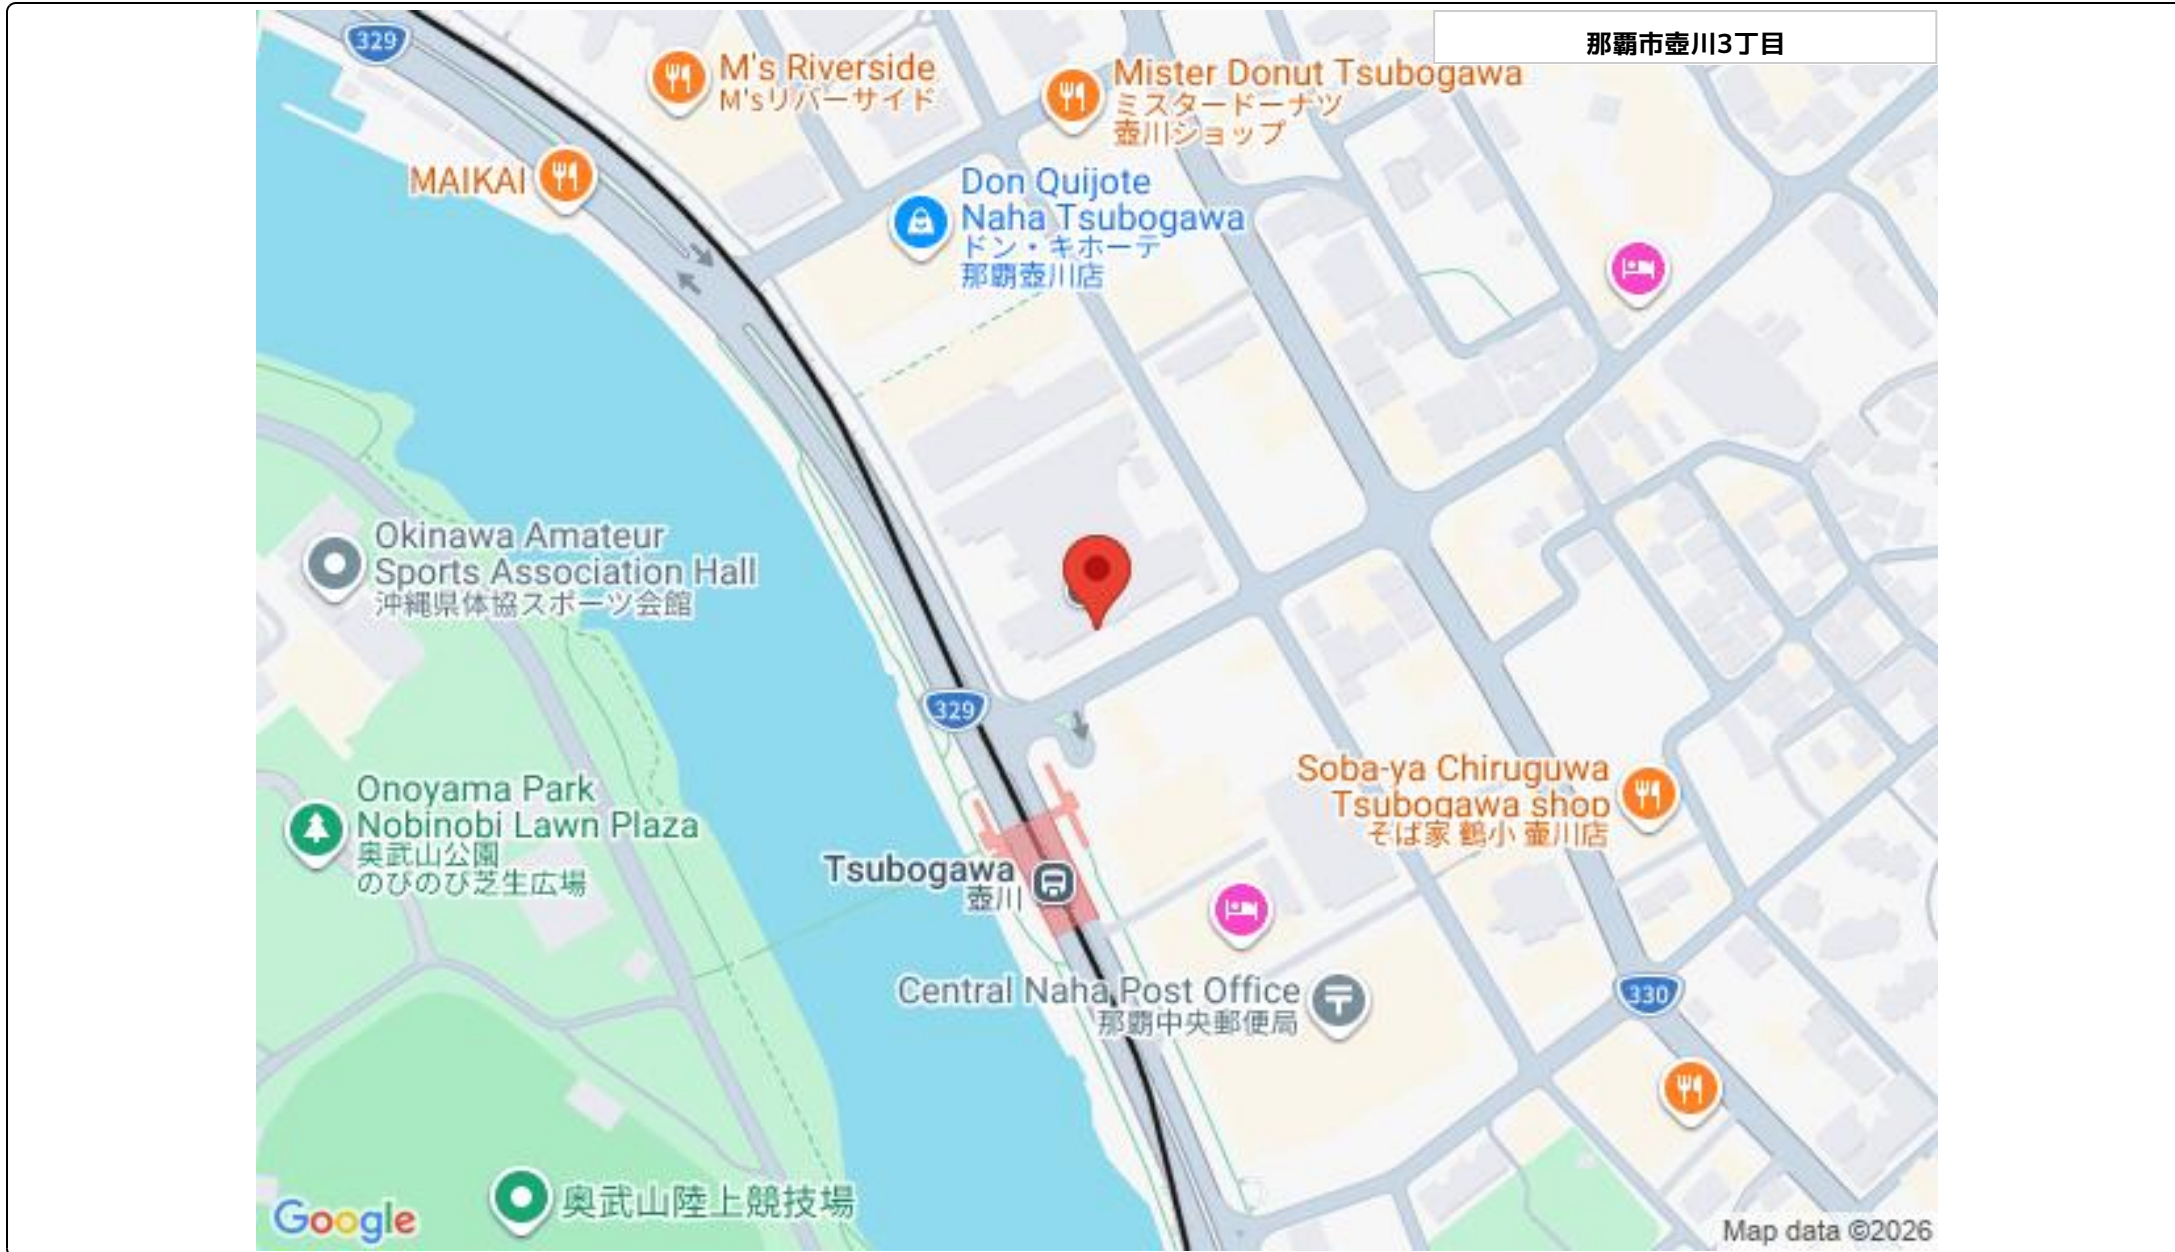 329
那覇市壺川3丁目
M's Riverside
M'sリバーサイド
Mister Donut Tsubogawa
ミスタードーナツ
壺川ショップ
MAIKAI
Don Quijote
Naha Tsubogawa
ドン・キホーテ
那覇壺川店
Okinawa Amateur
Sports Association Hall
沖縄県体協スポーツ会館
329
Onoyama Park
Nobinobi Lawn Plaza
奥武山公園
のびのび芝生広場
Soba-ya Chiruguwa
Tsubogawa shop
そば家 鶴小 壷川店
Tsubogawa
壺川
Central Naha Post Office
那覇中央郵便局
330
奥武山陸上競技場
Google
Map data ©2026